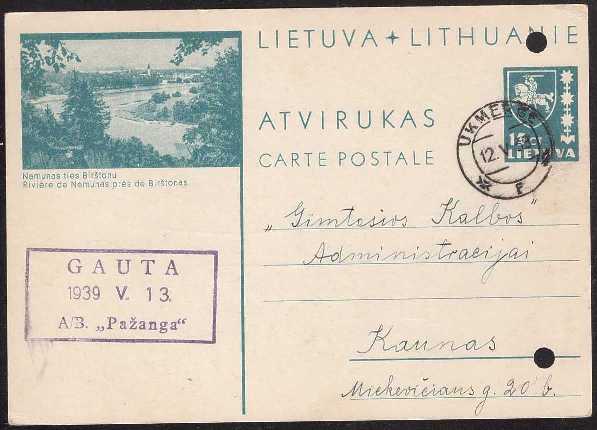 LIETUVA + LITHUANIE
ATVIRUKAS
CARTE POSTALE
LIETUVA
UKMERGĖ
12. V
F
Nemunas ties Birštonu
Rivière de Nemunas près de Birštonas
„Gimtosios Kalbos"
Administracijai
Kaunas
Mickevičiaus g. 20 b.
GAUTA
1939 V. 13.
A/B. „Pažanga“